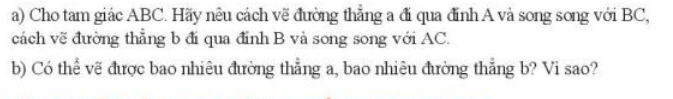 a) Cho tam giác ABC. Hãy nêu cách vẽ đường thẳng a đi qua đỉnh A và song song với BC,
cách vẽ đường thẳng b đi qua đỉnh B và song song với AC.
b) Có thể vẽ được bao nhiêu đường thẳng a, bao nhiêu đường thẳng b? Vì sao?